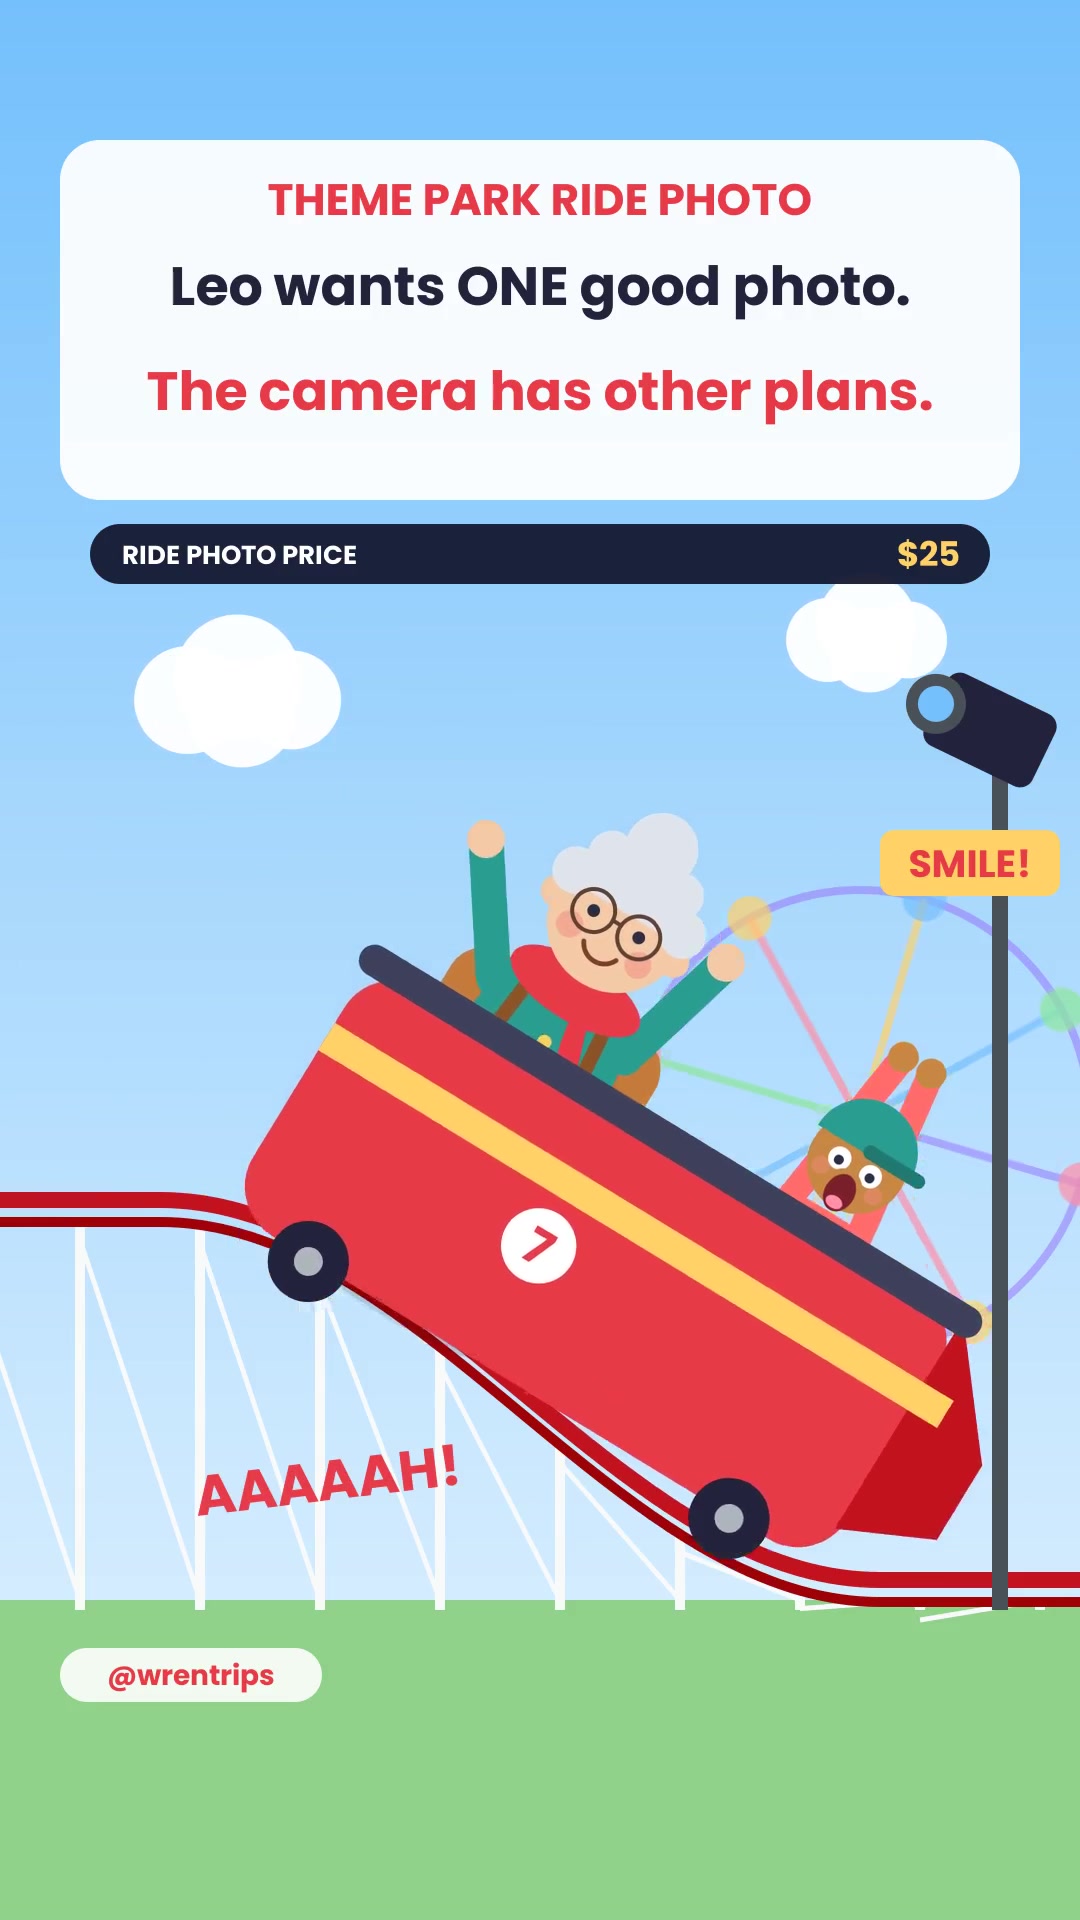 THEME PARK RIDE PHOTO
Leo wants ONE good photo.
The camera has other plans.
RIDE PHOTO PRICE $25
SMILE!
7
AAAAAH!
@wrentrips